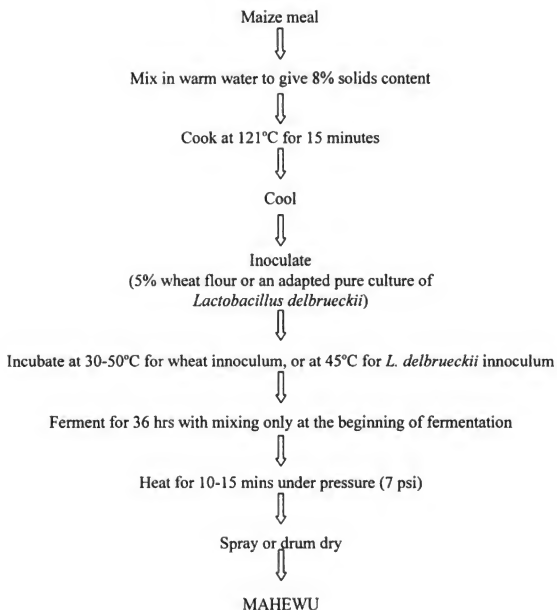 Maize meal
Mix in warm water to give 8% solids content
Cook at 121°C for 15 minutes
Cool
Inoculate
(5% wheat flour or an adapted pure culture of
Lactobacillus delbrueckii)
Incubate at 30-50°C for wheat innoculum, or at 45°C for L. delbrueckii innoculum
Ferment for 36 hrs with mixing only at the beginning of fermentation
Heat for 10-15 mins under pressure (7 psi)
Spray or drum dry
MAHEWU